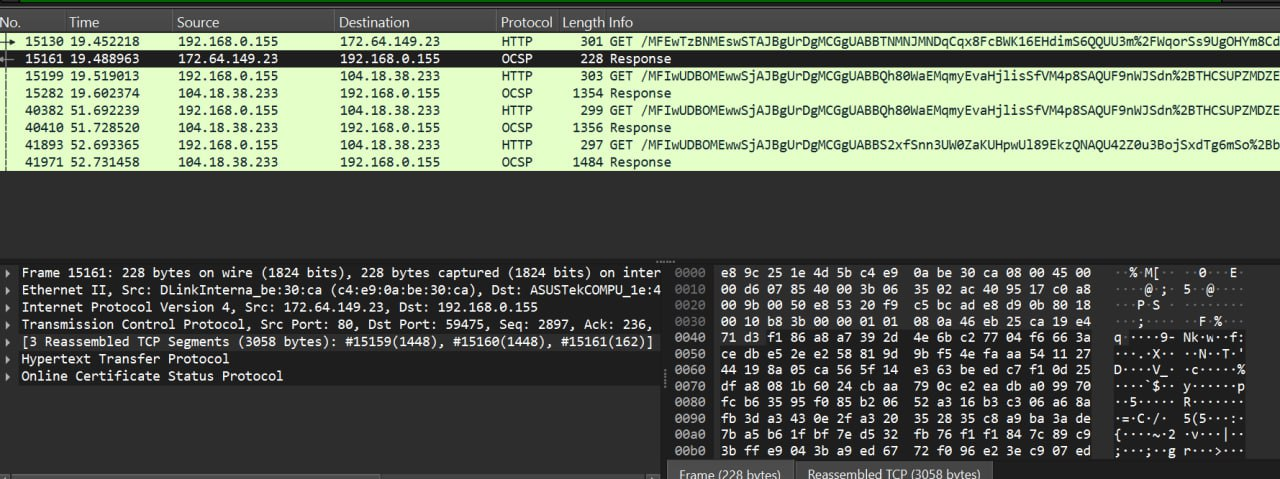 No. Time Source Destination Protocol Length Info
15130 19.452218 192.168.0.155 172.64.149.23 HTTP 301 GET /MFEwTzBNMEswSTAJBgUrDgMCGgUABBTNMNJMNDqCqx8FcBWK16EHdimS6QQUU3m%2FWqorSs9UgOHYm8Cd
15161 19.488963 172.64.149.23 192.168.0.155 OCSP 228 Response
15199 19.519013 192.168.0.155 104.18.38.233 HTTP 303 GET /MFIwUDBOMEwwSjAJBgUrDgMCGgUABBQh80WaEMqmyEvaHjlisSfVM4p8SAQUF9nWJSdn%2BTHCSUPZMDZE
15282 19.602374 104.18.38.233 192.168.0.155 OCSP 1354 Response
40382 51.692239 192.168.0.155 104.18.38.233 HTTP 299 GET /MFIwUDBOMEwwSjAJBgUrDgMCGgUABBQh80WaEMqmyEvaHjlisSfVM4p8SAQUF9nWJSdn%2BTHCSUPZMDZE
40410 51.728520 104.18.38.233 192.168.0.155 OCSP 1356 Response
41893 52.693365 192.168.0.155 104.18.38.233 HTTP 297 GET /MFIwUDBOMEwwSjAJBgUrDgMCGgUABBS2xfSnn3UW0ZaKUHpwUl89EkzQNAQU42Z0u3BojSxdTg6mSo%2Bb
41971 52.731458 104.18.38.233 192.168.0.155 OCSP 1484 Response
Frame 15161: 228 bytes on wire (1824 bits), 228 bytes captured (1824 bits) on inter
Ethernet II, Src: DLinkInterna_be:30:ca (c4:e9:0a:be:30:ca), Dst: ASUSTekCOMPU_1e:4
Internet Protocol Version 4, Src: 172.64.149.23, Dst: 192.168.0.155
Transmission Control Protocol, Src Port: 80, Dst Port: 59475, Seq: 2897, Ack: 236,
[3 Reassembled TCP Segments (3058 bytes): #15159(1448), #15160(1448), #15161(162)]
Hypertext Transfer Protocol
Online Certificate Status Protocol
0000 e8 9c 25 1e 4d 5b c4 e9 0a be 30 ca 08 00 45 00 ··%·M[·· ··0···E·
0010 00 d6 07 85 40 00 3b 06 35 02 ac 40 95 17 c0 a8 ····@·;· 5··@····
0020 00 9b 00 50 e8 53 20 f9 c5 bc ad e8 d9 0b 80 18 ···P·S · ········
0030 00 10 b8 3b 00 00 01 01 08 0a 46 eb 25 ca 19 e4 ···;···· ··F·%···
0040 71 d3 f1 86 a8 a7 39 2d 4e 6b c2 77 04 f6 66 3a q·····9- Nk·w··f:
0050 ce db e5 2e e2 58 81 9d 9b f5 4e ff aa 54 11 27 ···.·X·· ··N··T·'
0060 44 19 8a 05 ca 56 5f 14 e3 63 be ed c7 f1 0d 25 D····V_· ·c·····%
0070 df a8 08 1b 60 24 cb aa 79 0c e2 ea db a0 99 70 ····`$·· y······p
0080 fc b6 35 95 f0 85 b2 06 52 a3 16 b3 c3 06 a6 8a ··5····· R·······
0090 fb 3d a3 43 0e 2f a3 20 35 28 35 c8 a9 ba 3a de ·=·C·/· 5(5···:·
00a0 7b a5 b6 1f bf 7e d5 32 fb 76 f1 f1 84 7c 89 c9 {····~·2 ·v···|··
00b0 3b ff e9 04 3b a9 ed 67 72 f0 96 e2 3e c9 07 ed ;···;··g r···>···
Frame (228 bytes) Reassembled TCP (3058 bytes)